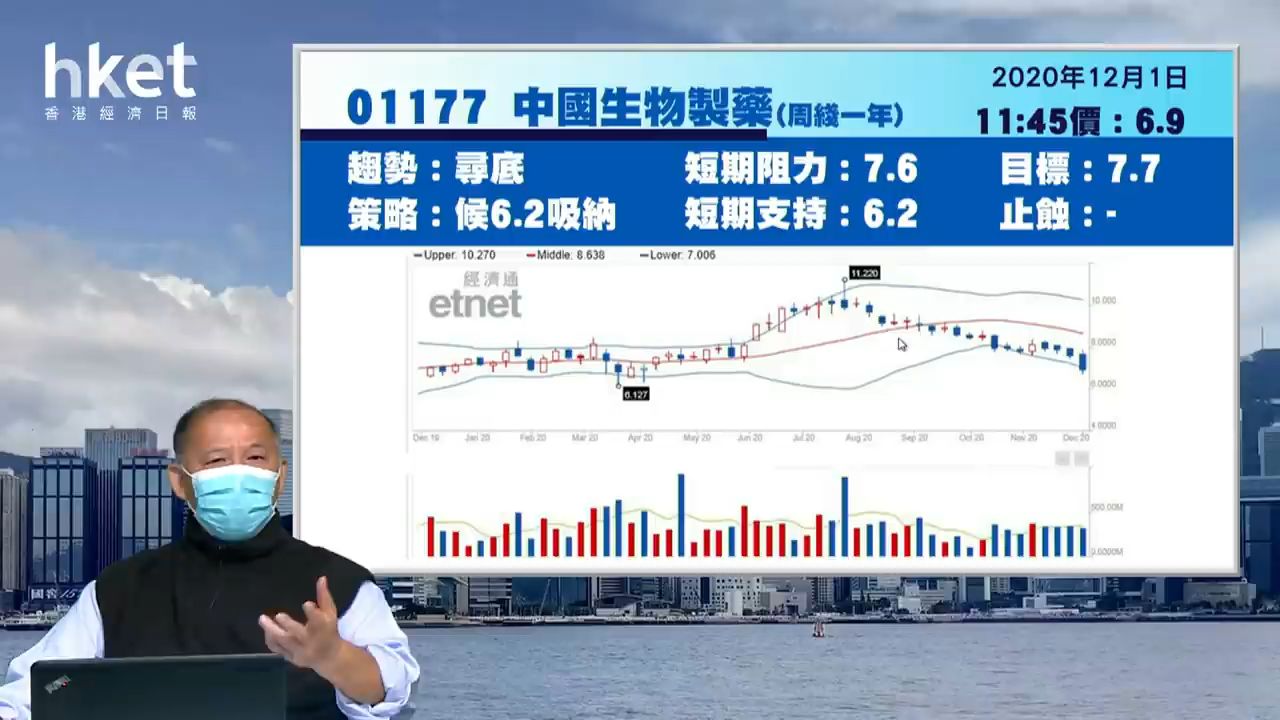 hket
香港經濟日報
01177 中國生物製藥(周綫一年)
2020年12月1日
11:45價：6.9
趨勢：尋底
短期阻力：7.6
目標：7.7
策略：候6.2吸納
短期支持：6.2
止蝕：-
Upper: 10.270 Middle: 8.638 Lower: 7.006
經濟通
etnet
11.220
6.127
10.000
8.0000
6.0000
4.0000
Dec 19 Jan 20 Feb 20 Mar 20 Apr 20 May 20 Jun 20 Jul 20 Aug 20 Sep 20 Oct 20 Nov 20 Dec 20
500.00M
0.0000M